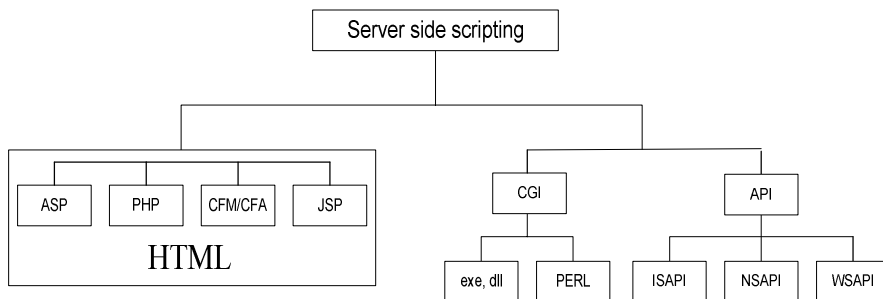 Server side scripting
ASP PHP CFM/CFA JSP
HTML
CGI API
exe, dll PERL ISAPI NSAPI WSAPI